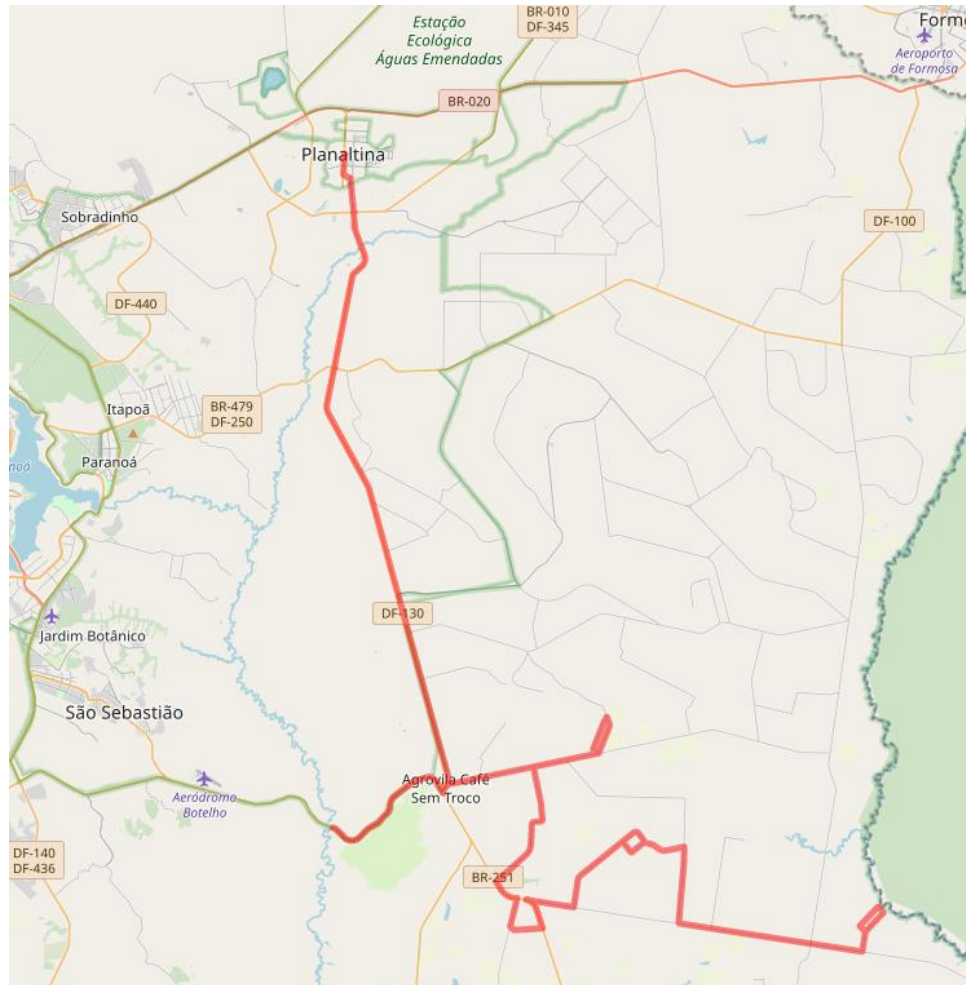 BR-010
DF-345
Estação
Ecológica
Águas Emendadas
Aeroporto
de Formosa
BR-020
Planaltina
Sobradinho
DF-100
DF-440
Itapoã
BR-479
DF-250
Paranoá
DF-130
Jardim Botânico
São Sebastião
Agrovila Café
Sem Troco
Aeródromo
Botelho
DF-140
DF-436
BR-251